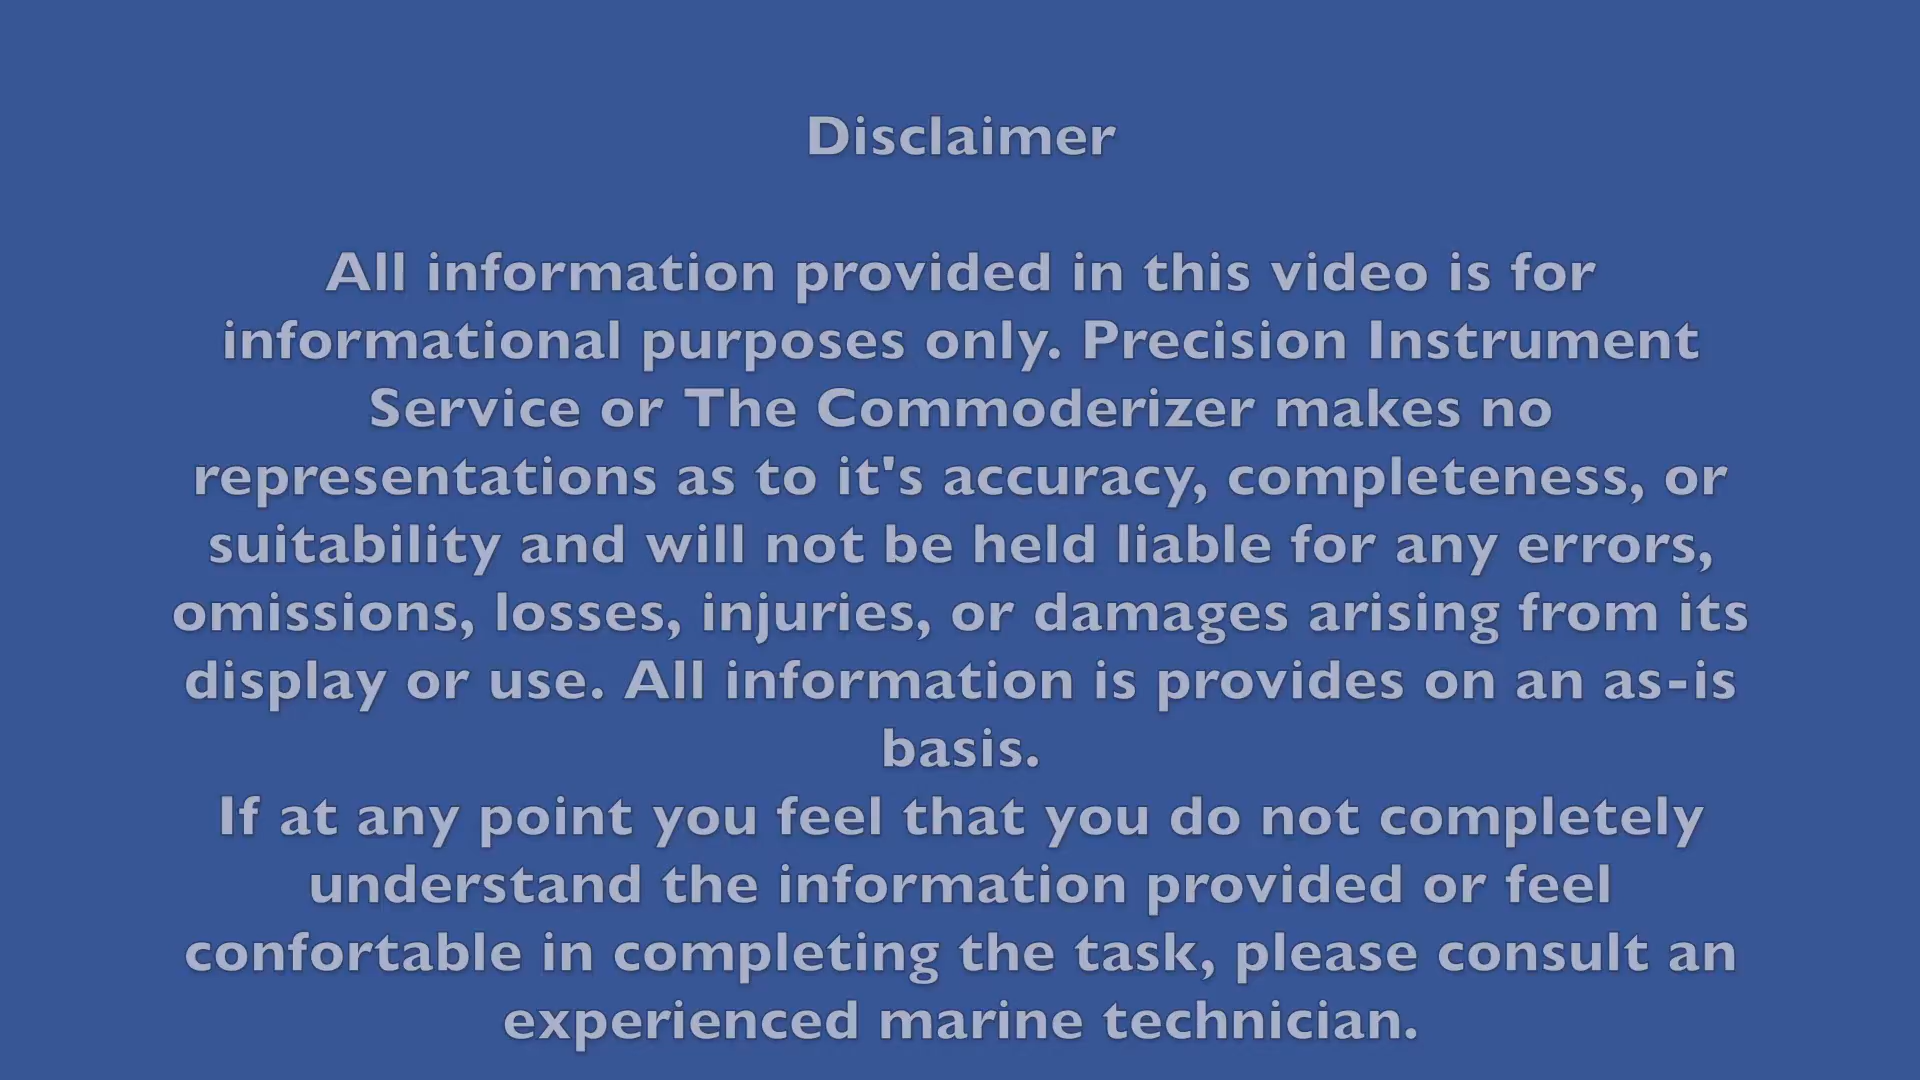 Disclaimer
All information provided in this video is for
informational purposes only. Precision Instrument
Service or The Commoderizer makes no
representations as to it's accuracy, completeness, or
suitability and will not be held liable for any errors,
omissions, losses, injuries, or damages arising from its
display or use. All information is provides on an as-is
basis.
If at any point you feel that you do not completely
understand the information provided or feel
confortable in completing the task, please consult an
experienced marine technician.